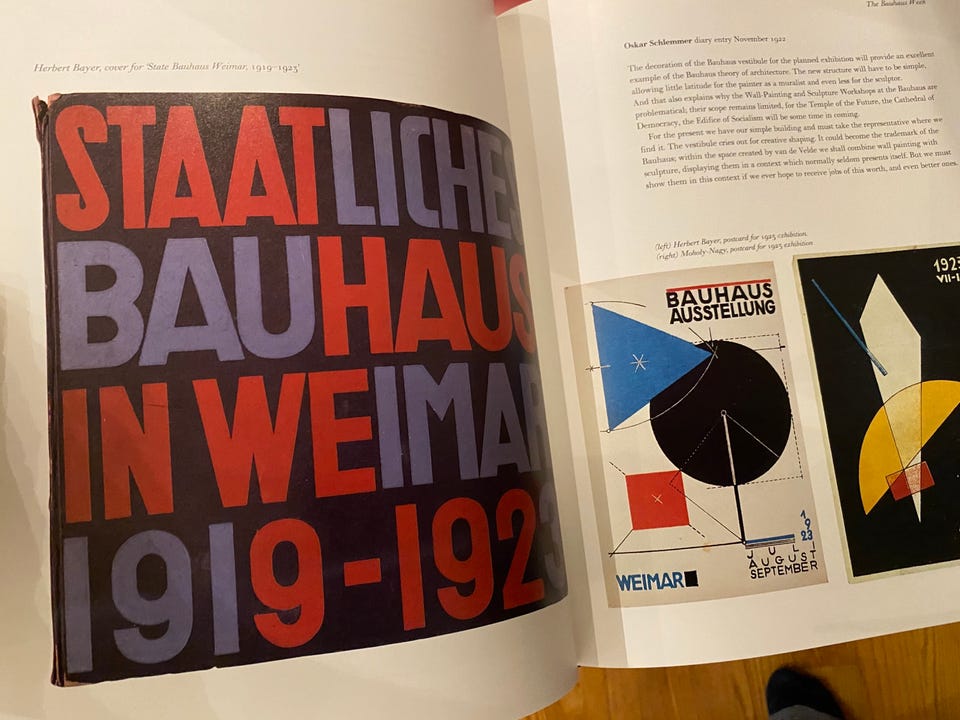 Herbert Bayer, cover for 'State Bauhaus Weimar, 1919–1923'
STAATLICHES
BAUHAUS
IN WEIMAR
1919-1923
The Bauhaus Week
Oskar Schlemmer diary entry November 1922
The decoration of the Bauhaus vestibule for the planned exhibition will provide an excellent
example of the Bauhaus theory of architecture. The new structure will have to be simple,
allowing little latitude for the painter as a muralist and even less for the sculptor.
And that also explains why the Wall-Painting and Sculpture Workshops at the Bauhaus are
problematical; their scope remains limited, for the Temple of the Future, the Cathedral of
Democracy, the Edifice of Socialism will be some time in coming.
For the present we have our simple building and must take the representative where we
find it. The vestibule cries out for creative shaping. It could become the trademark of the
Bauhaus; within the space created by van de Velde we shall combine wall painting with
sculpture, displaying them in a context which normally seldom presents itself. But we must
show them in this context if we ever hope to receive jobs of this worth, and even better ones.
(left) Herbert Bayer, postcard for 1923 exhibition.
(right) Moholy-Nagy, postcard for 1923 exhibition
BAUHAUS
AUSSTELLUNG
19
23
JULI
AUGUST
SEPTEMBER
WEIMAR
1923
VII-I